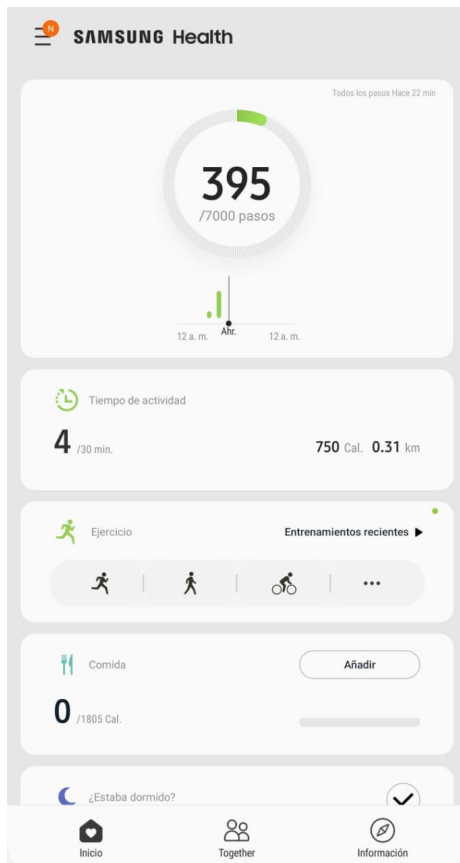 N
SAMSUNG Health
Todos los pasos Hace 22 min
395
/7000 pasos
12 a. m. Ahr. 12 a. m.
Tiempo de actividad
4 /30 min. 750 Cal. 0.31 km
Ejercicio Entrenamientos recientes ▶
Comida Añadir
0 /1805 Cal.
¿Estaba dormido?
Inicio Together Información